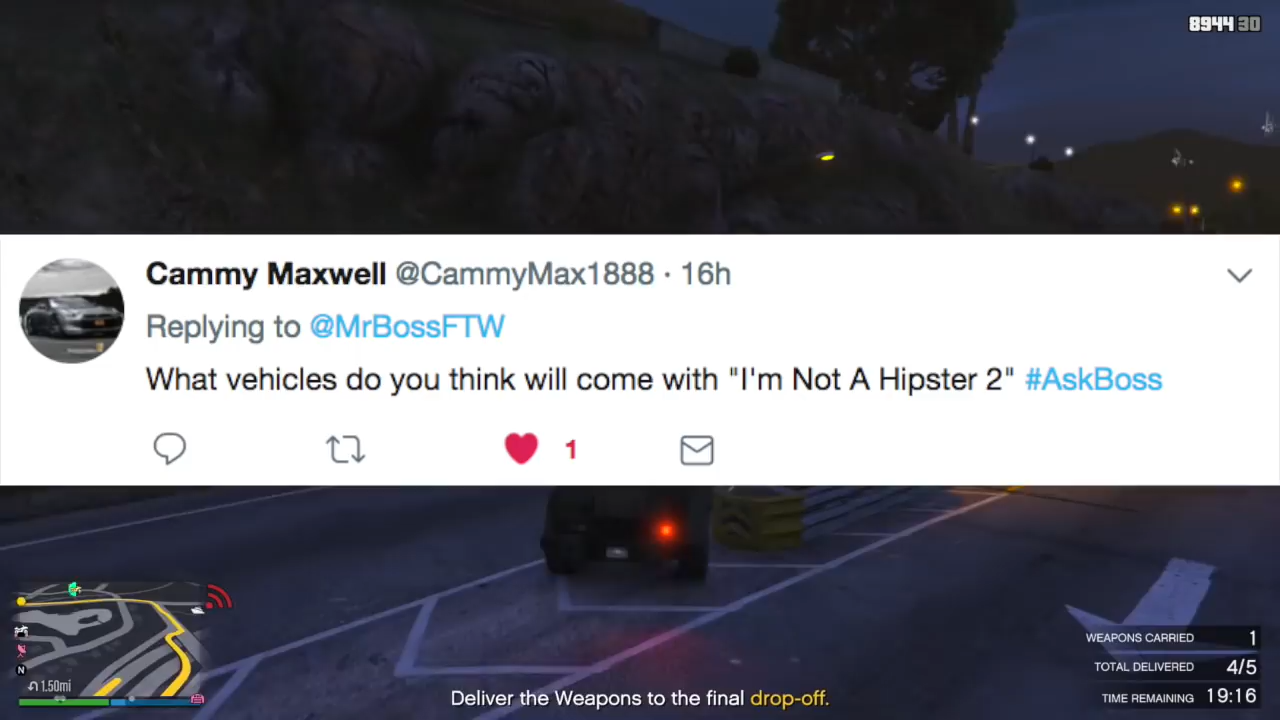 8944 30
Cammy Maxwell @CammyMax1888 · 16h
Replying to @MrBossFTW
What vehicles do you think will come with "I'm Not A Hipster 2" #AskBoss
1
N
1.50mi
Deliver the Weapons to the final drop-off.
WEAPONS CARRIED 1
TOTAL DELIVERED 4/5
TIME REMAINING 19:16